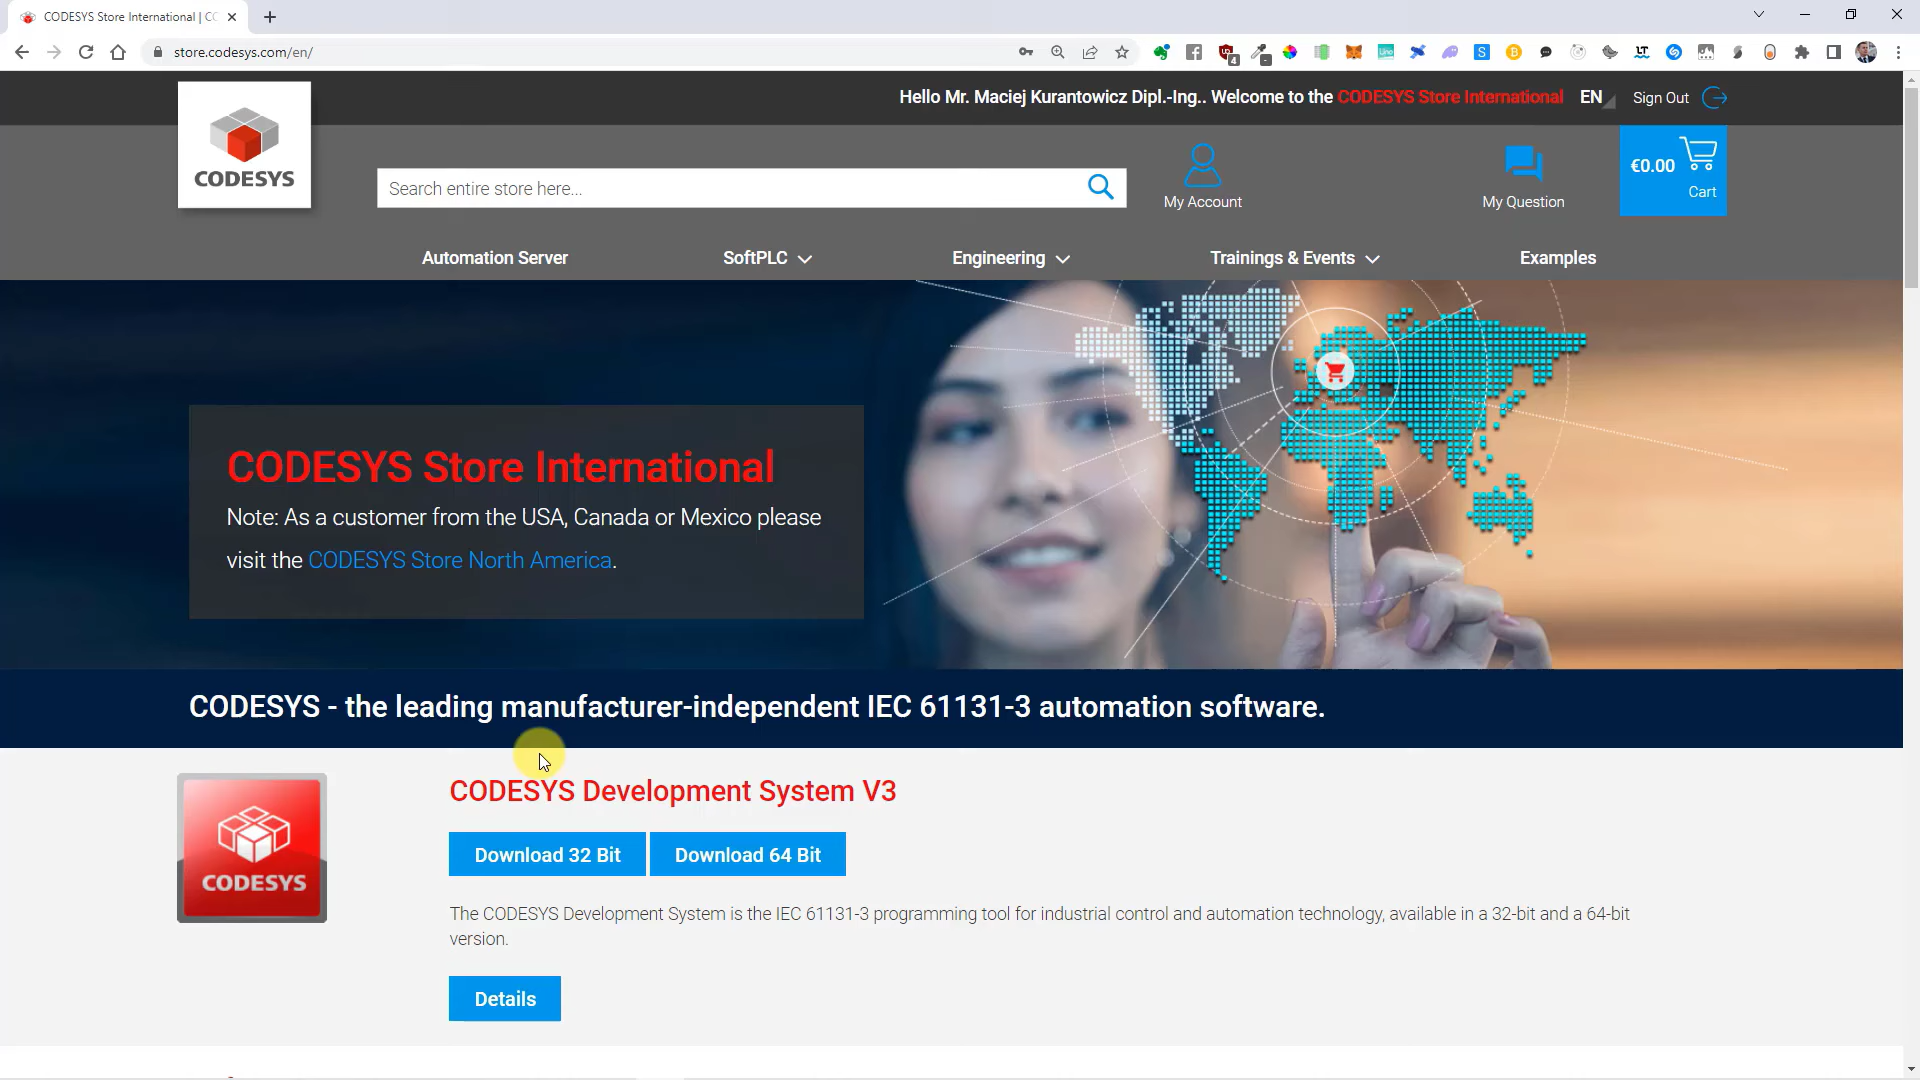 CODESYS Store International | CC
store.codesys.com/en/
Hello Mr. Maciej Kurantowicz Dipl.-Ing.. Welcome to the CODESYS Store International
EN
Sign Out
CODESYS
Search entire store here...
My Account
My Question
€0.00
Cart
Automation Server
SoftPLC
Engineering
Trainings & Events
Examples
CODESYS Store International
Note: As a customer from the USA, Canada or Mexico please
visit the CODESYS Store North America.
CODESYS - the leading manufacturer-independent IEC 61131-3 automation software.
CODESYS
CODESYS Development System V3
Download 32 Bit
Download 64 Bit
The CODESYS Development System is the IEC 61131-3 programming tool for industrial control and automation technology, available in a 32-bit and a 64-bit
version.
Details